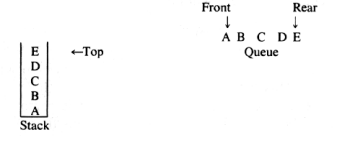 Front Rear
↓ ↓
A B C D E
Queue
E ←Top
D
C
B
A
Stack